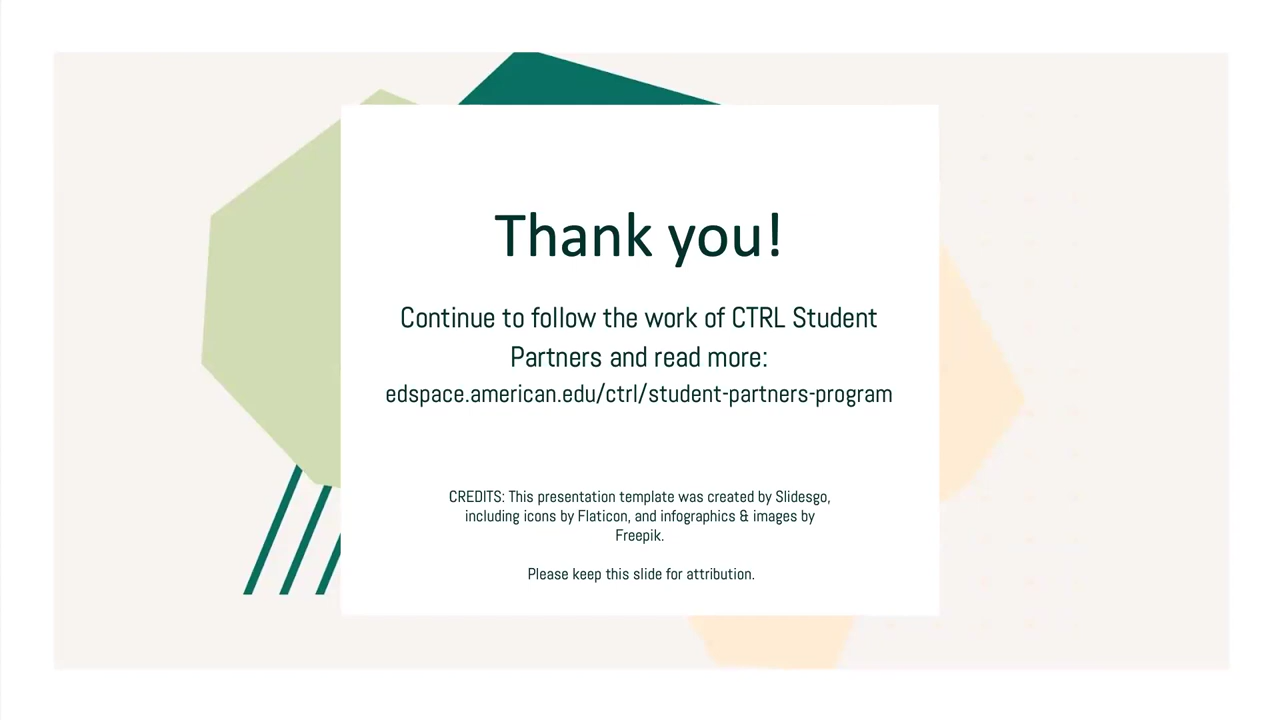 Thank you!
Continue to follow the work of CTRL Student
Partners and read more:
edspace.american.edu/ctrl/student-partners-program
CREDITS: This presentation template was created by Slidesgo,
including icons by Flaticon, and infographics & images by
Freepik.
Please keep this slide for attribution.